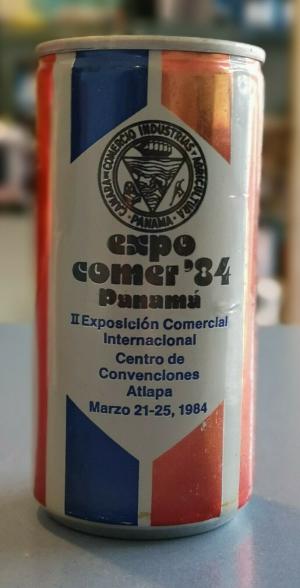 CAMARA DE COMERCIO INDUSTRIAS Y AGRICULTURA
· PANAMA ·
expo
comer '84
Panamá
II Exposición Comercial
Internacional
Centro de
Convenciones
Atlapa
Marzo 21-25, 1984